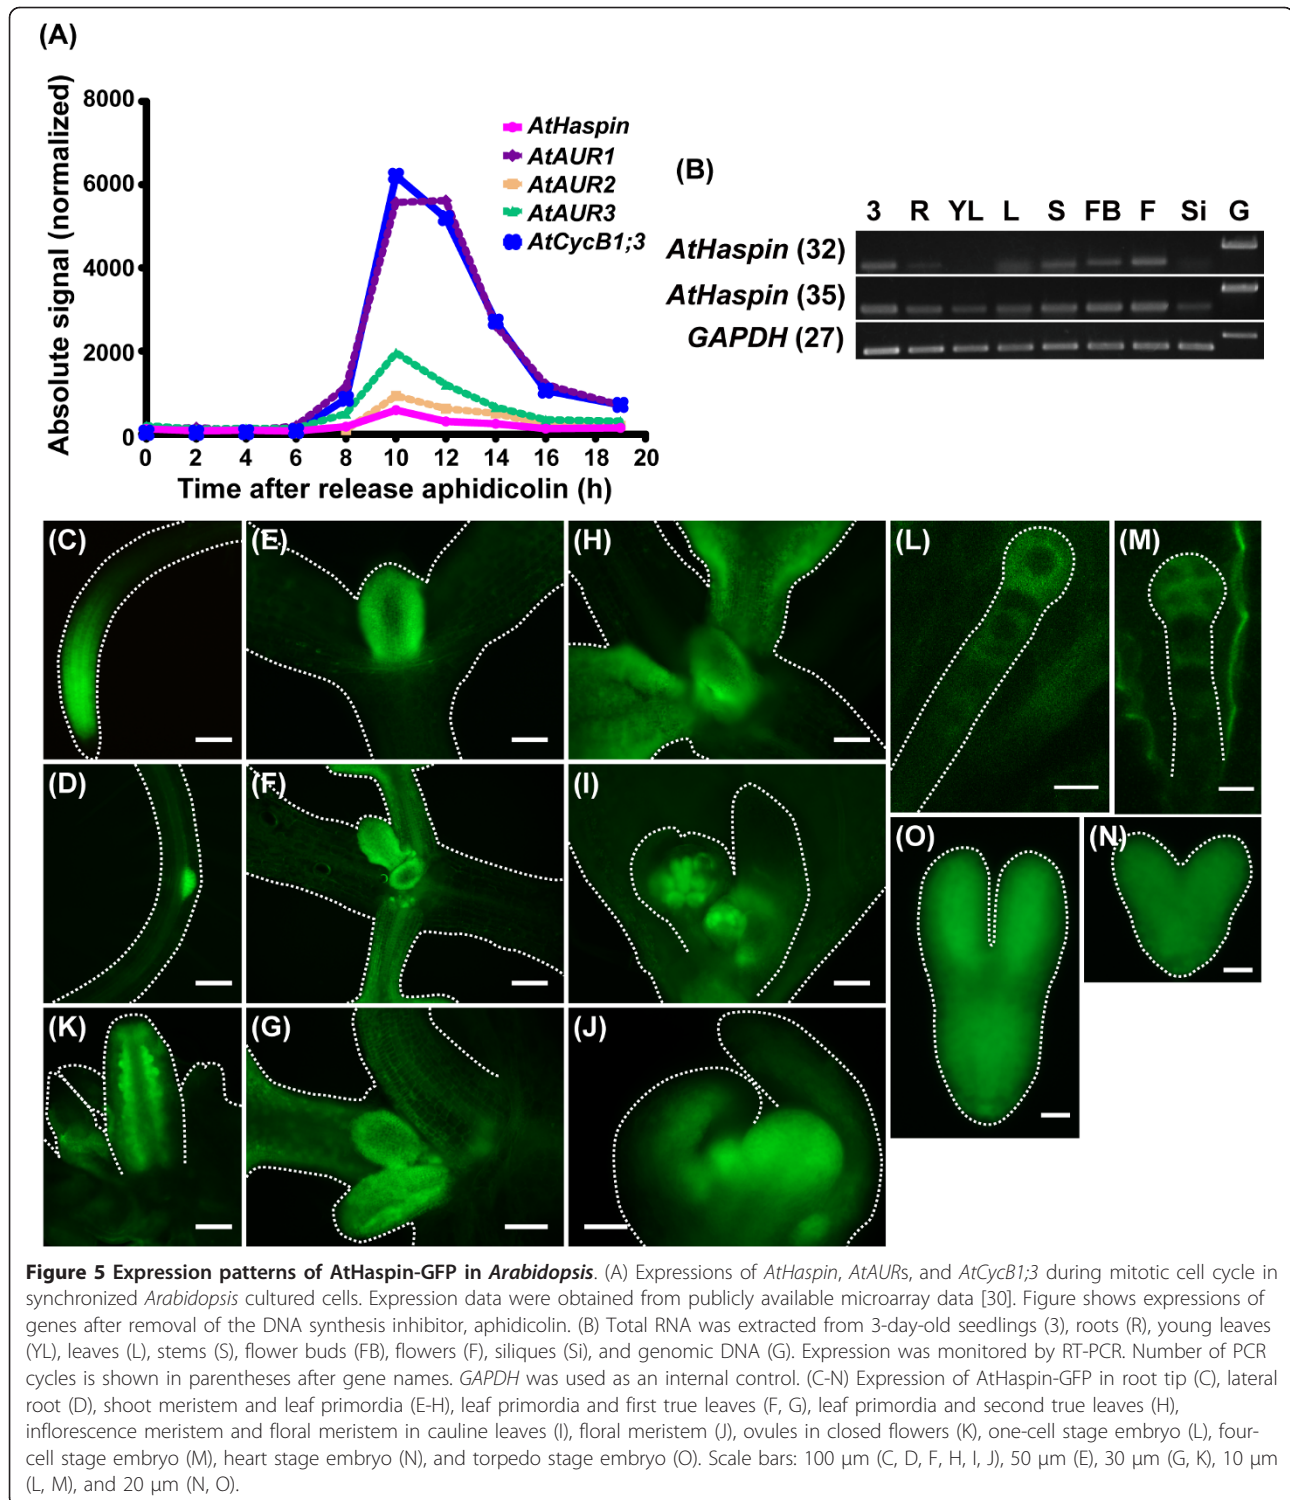 (A)
Absolute signal (normalized)
8000
6000
4000
2000
0
0 2 4 6 8 10 12 14 16 18 20
Time after release aphidicolin (h)
AtHaspin
AtAUR1
AtAUR2
AtAUR3
AtCycB1;3
(B)
3 R YL L S FB F Si G
AtHaspin (32)
AtHaspin (35)
GAPDH (27)
(C)
(E)
(H)
(L)
(M)
(D)
(F)
(I)
(O)
(N)
(K)
(G)
(J)
Figure 5 Expression patterns of AtHaspin-GFP in Arabidopsis. (A) Expressions of AtHaspin, AtAURs, and AtCycB1;3 during mitotic cell cycle in
synchronized Arabidopsis cultured cells. Expression data were obtained from publicly available microarray data [30]. Figure shows expressions of
genes after removal of the DNA synthesis inhibitor, aphidicolin. (B) Total RNA was extracted from 3-day-old seedlings (3), roots (R), young leaves
(YL), leaves (L), stems (S), flower buds (FB), flowers (F), siliques (Si), and genomic DNA (G). Expression was monitored by RT-PCR. Number of PCR
cycles is shown in parentheses after gene names. GAPDH was used as an internal control. (C-N) Expression of AtHaspin-GFP in root tip (C), lateral
root (D), shoot meristem and leaf primordia (E-H), leaf primordia and first true leaves (F, G), leaf primordia and second true leaves (H),
inflorescence meristem and floral meristem in cauline leaves (I), floral meristem (J), ovules in closed flowers (K), one-cell stage embryo (L), four-
cell stage embryo (M), heart stage embryo (N), and torpedo stage embryo (O). Scale bars: 100 μm (C, D, F, H, I, J), 50 μm (E), 30 μm (G, K), 10 μm
(L, M), and 20 μm (N, O).